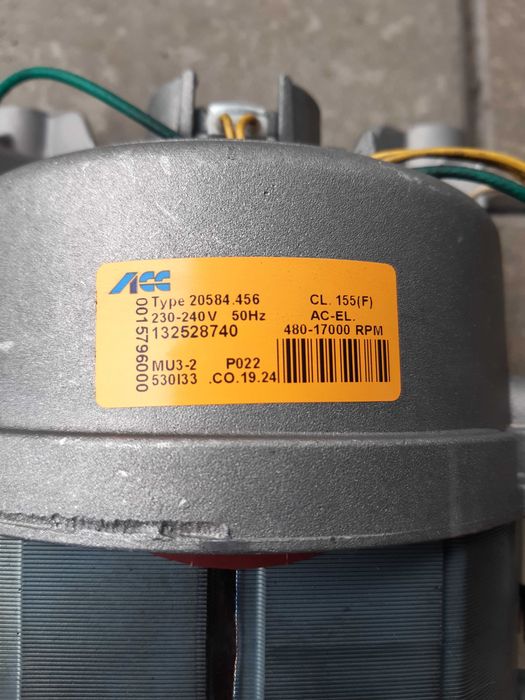 ACC
Type 20584.456 CL. 155(F)
230-240V 50Hz AC-EL.
132528740 480-17000 RPM
MU3-2 P022
530I33 .CO.19.24
0015796000